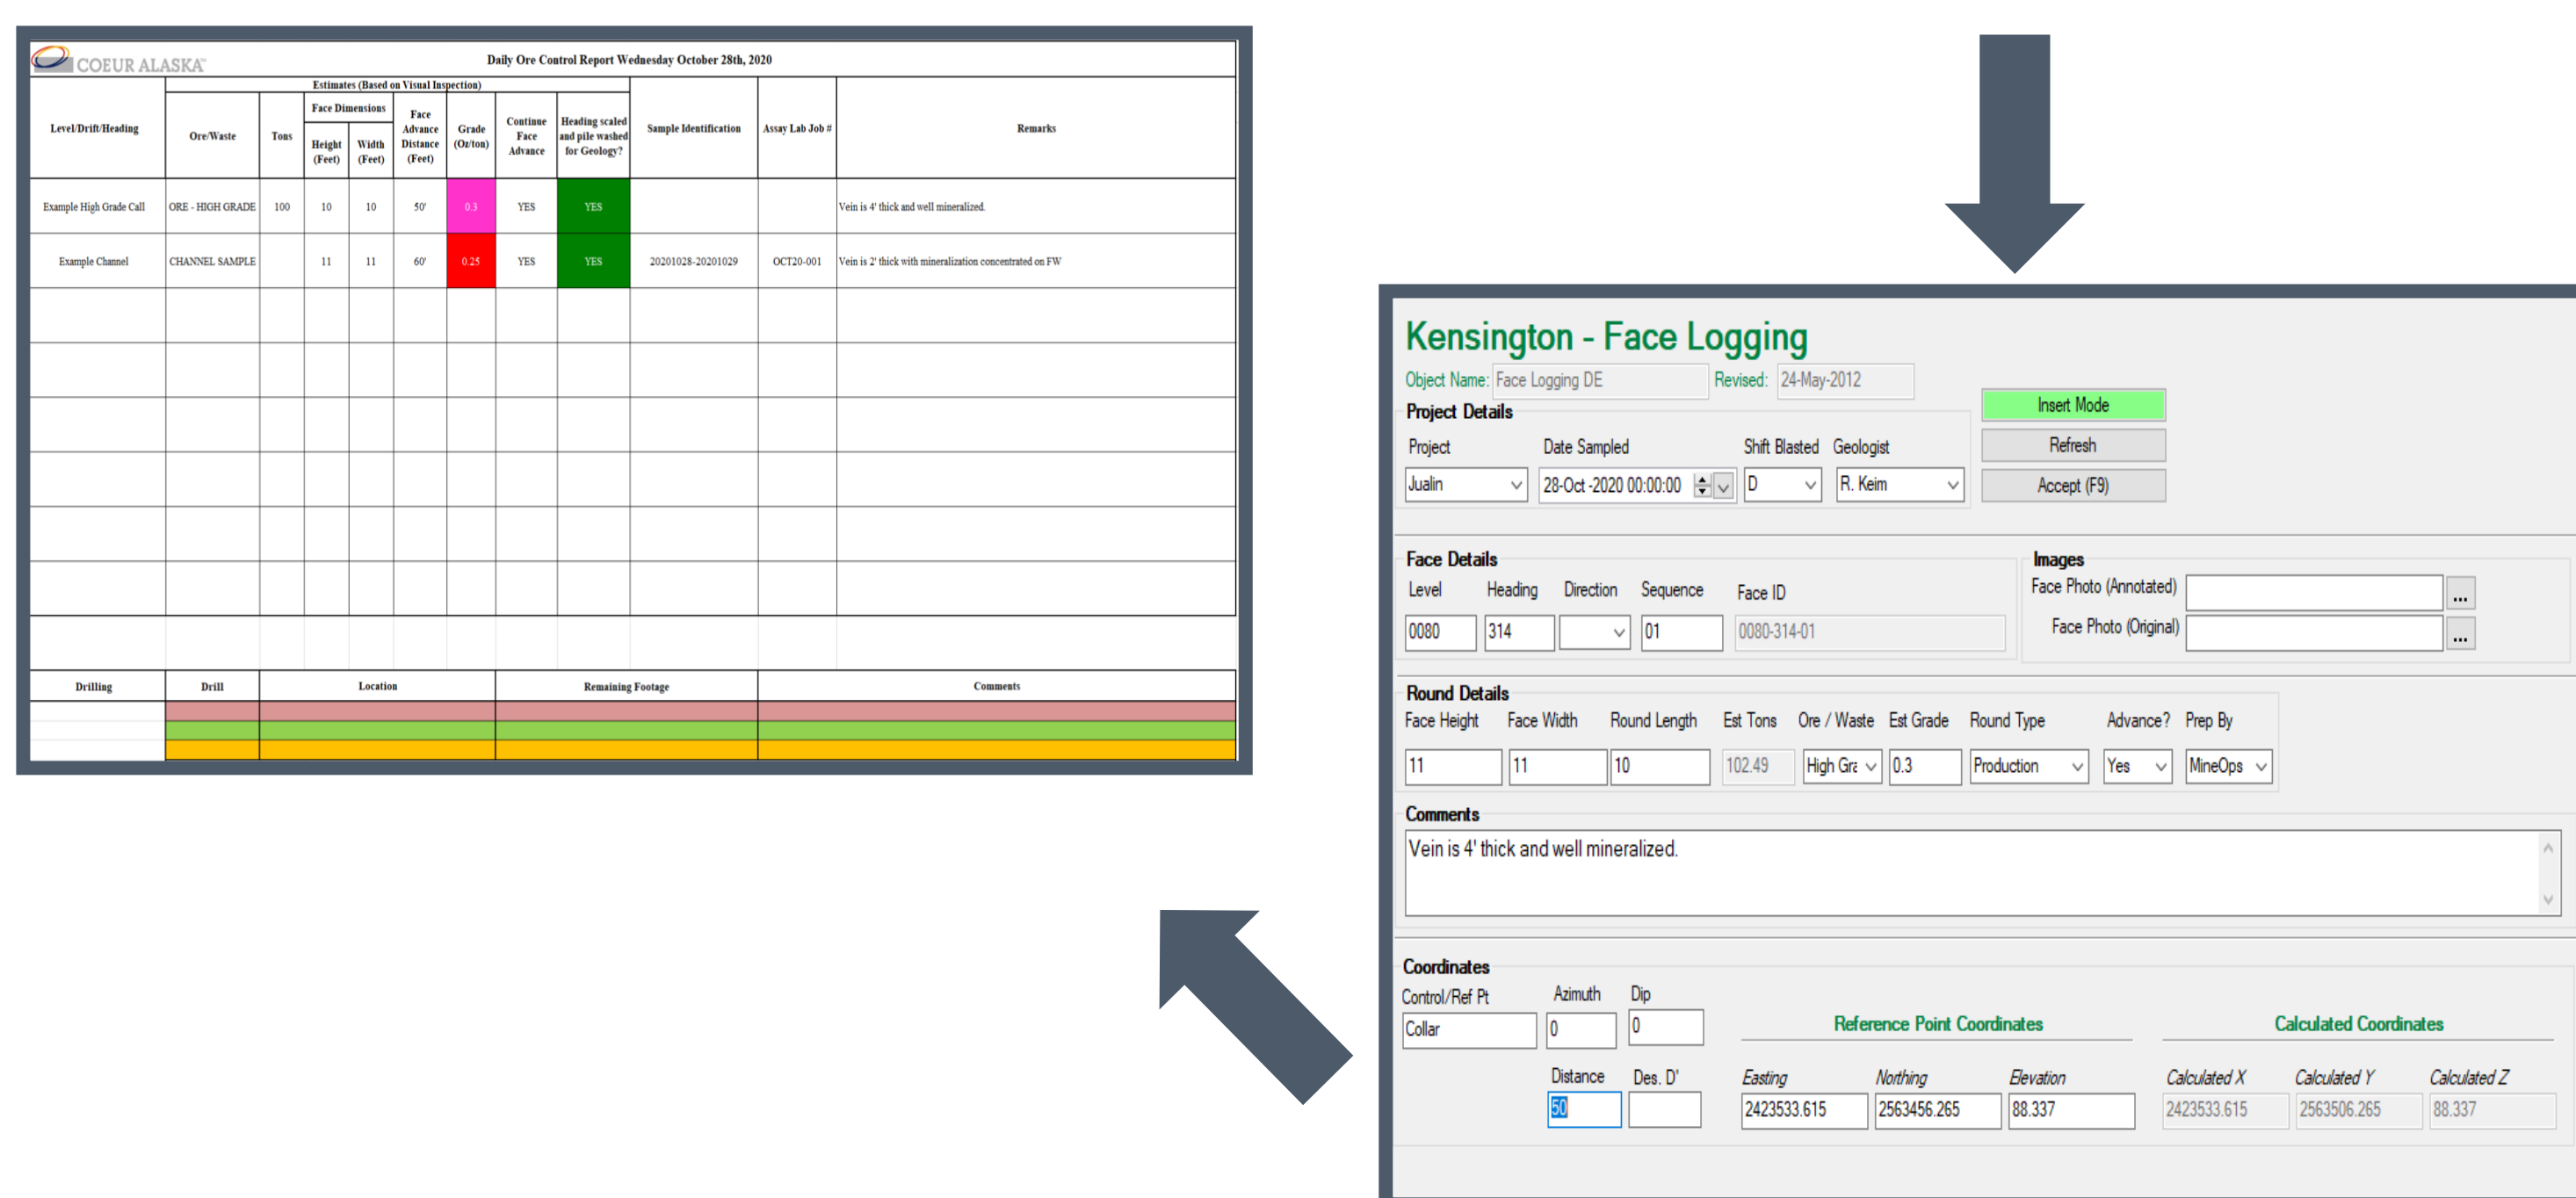 COEUR ALASKA™
Daily Ore Control Report Wednesday October 28th, 2020
Level/Drift/Heading
Estimates (Based on Visual Inspection)
Ore/Waste
Tons
Face Dimensions
Height (Feet)
Width (Feet)
Face Advance Distance (Feet)
Grade (Oz/ton)
Continue Face Advance
Heading scaled and pile washed for Geology?
Sample Identification
Assay Lab Job #
Remarks
Example High Grade Call ORE - HIGH GRADE 100 10 10 50' 0.3 YES YES Vein is 4' thick and well mineralized.
Example Channel CHANNEL SAMPLE 11 11 60' 0.25 YES YES 20201028-20201029 OCT20-001 Vein is 2' thick with mineralization concentrated on FW
Drilling Drill Location Remaining Footage Comments
Kensington - Face Logging
Object Name: Face Logging DE Revised: 24-May-2012
Project Details
Project Date Sampled Shift Blasted Geologist
Jualin 28-Oct -2020 00:00:00 D R. Keim
Insert Mode
Refresh
Accept (F9)
Face Details
Level Heading Direction Sequence Face ID
0080 314 01 0080-314-01
Images
Face Photo (Annotated) ...
Face Photo (Original) ...
Round Details
Face Height Face Width Round Length Est Tons Ore / Waste Est Grade Round Type Advance? Prep By
11 11 10 102.49 High Gra 0.3 Production Yes MineOps
Comments
Vein is 4' thick and well mineralized.
Coordinates
Control/Ref Pt Azimuth Dip
Collar 0 0
Distance Des. D'
50
Reference Point Coordinates
Easting Northing Elevation
2423533.615 2563456.265 88.337
Calculated Coordinates
Calculated X Calculated Y Calculated Z
2423533.615 2563506.265 88.337